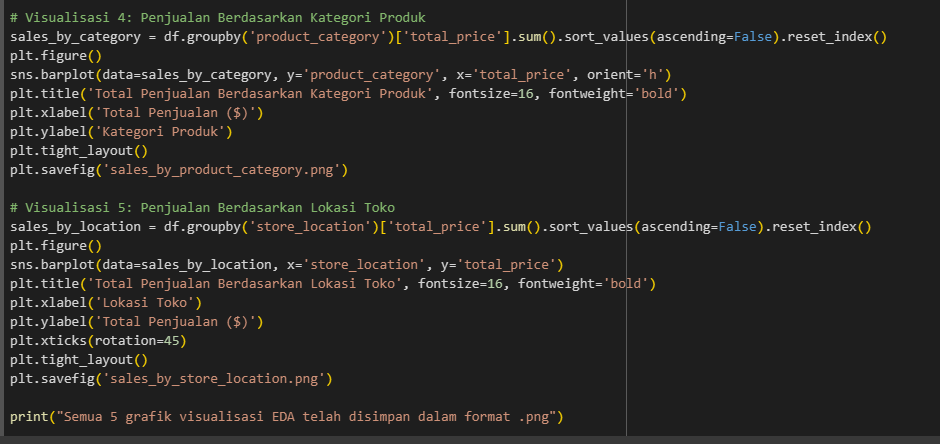 # Visualisasi 4: Penjualan Berdasarkan Kategori Produk
sales_by_category = df.groupby('product_category')['total_price'].sum().sort_values(ascending=False).reset_index()
plt.figure()
sns.barplot(data=sales_by_category, y='product_category', x='total_price', orient='h')
plt.title('Total Penjualan Berdasarkan Kategori Produk', fontsize=16, fontweight='bold')
plt.xlabel('Total Penjualan ($)')
plt.ylabel('Kategori Produk')
plt.tight_layout()
plt.savefig('sales_by_product_category.png')
# Visualisasi 5: Penjualan Berdasarkan Lokasi Toko
sales_by_location = df.groupby('store_location')['total_price'].sum().sort_values(ascending=False).reset_index()
plt.figure()
sns.barplot(data=sales_by_location, x='store_location', y='total_price')
plt.title('Total Penjualan Berdasarkan Lokasi Toko', fontsize=16, fontweight='bold')
plt.xlabel('Lokasi Toko')
plt.ylabel('Total Penjualan ($)')
plt.xticks(rotation=45)
plt.tight_layout()
plt.savefig('sales_by_store_location.png')
print("Semua 5 grafik visualisasi EDA telah disimpan dalam format .png")